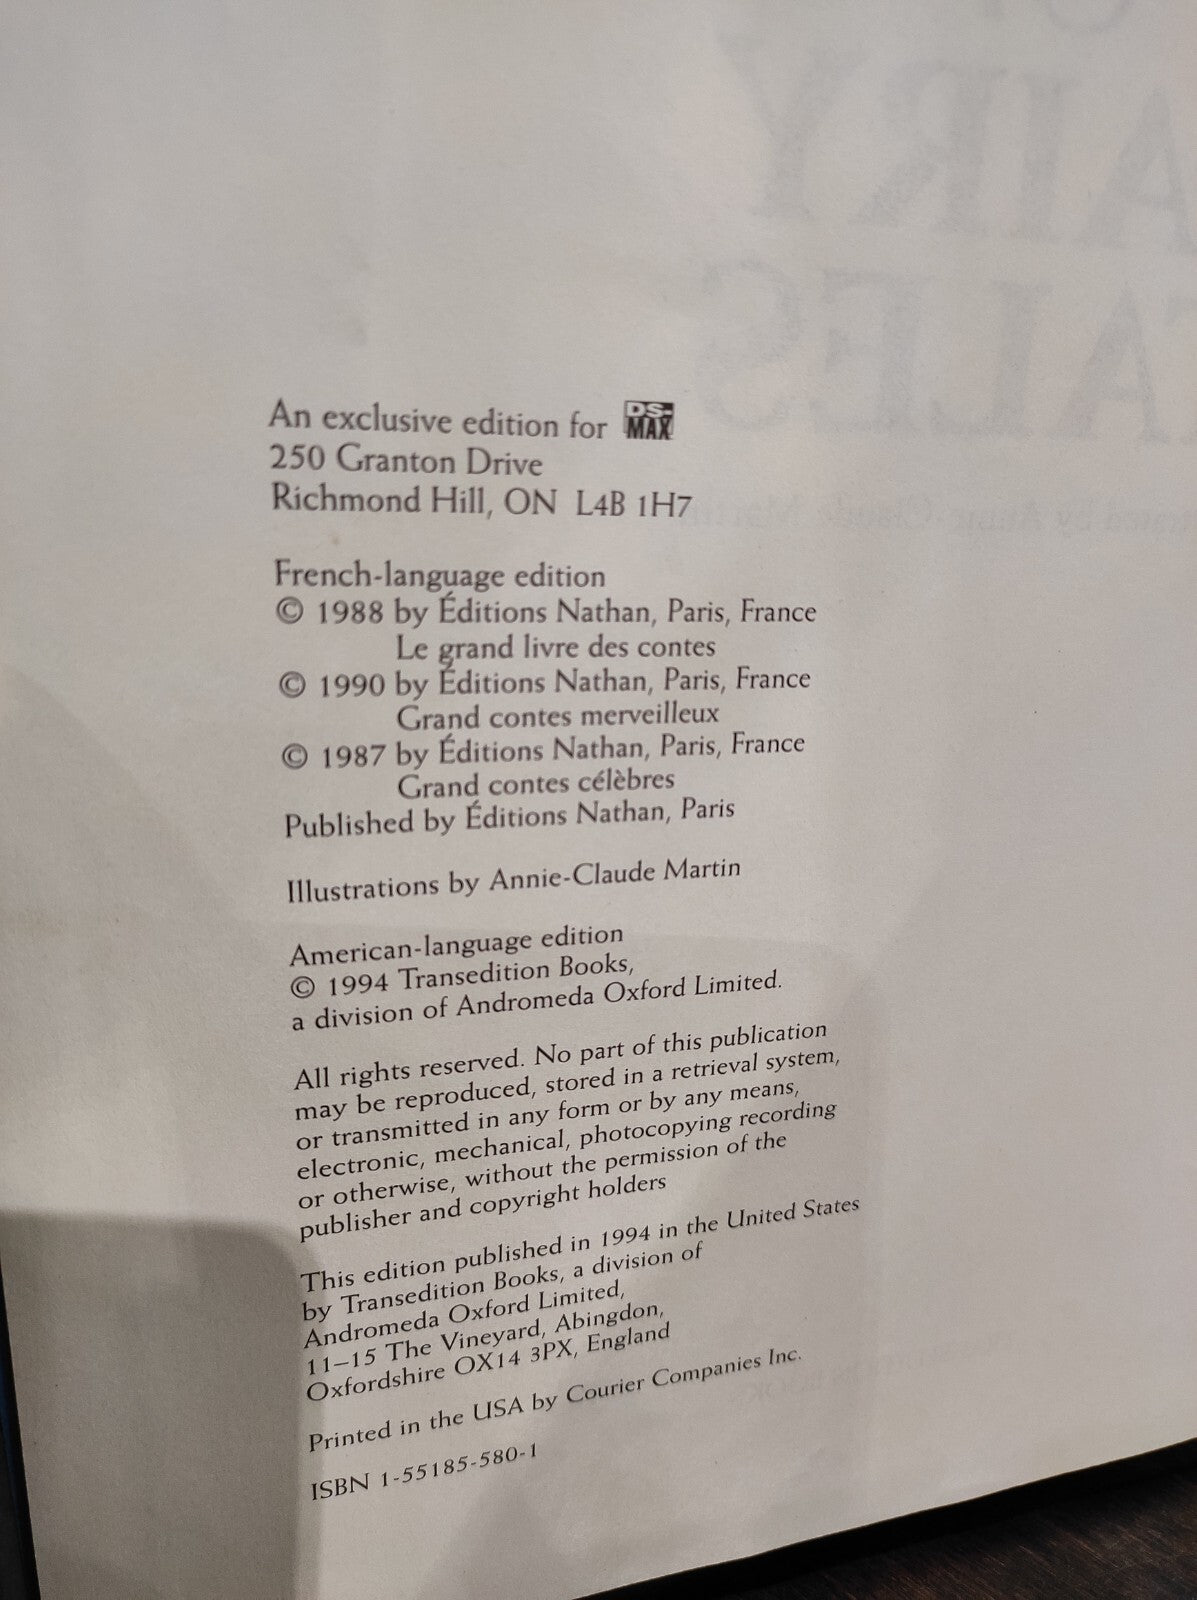 An exclusive edition for DS-MAX
250 Granton Drive
Richmond Hill, ON L4B 1H7
French-language edition
© 1988 by Éditions Nathan, Paris, France
Le grand livre des contes
© 1990 by Éditions Nathan, Paris, France
Grand contes merveilleux
© 1987 by Éditions Nathan, Paris, France
Grand contes célèbres
Published by Éditions Nathan, Paris
Illustrations by Annie-Claude Martin
American-language edition
© 1994 Transedition Books,
a division of Andromeda Oxford Limited.
All rights reserved. No part of this publication
may be reproduced, stored in a retrieval system,
or transmitted in any form or by any means,
electronic, mechanical, photocopying recording
or otherwise, without the permission of the
publisher and copyright holders
This edition published in 1994 in the United States
by Transedition Books, a division of
Andromeda Oxford Limited,
11–15 The Vineyard, Abingdon,
Oxfordshire OX14 3PX, England
Printed in the USA by Courier Companies Inc.
ISBN 1-55185-580-1